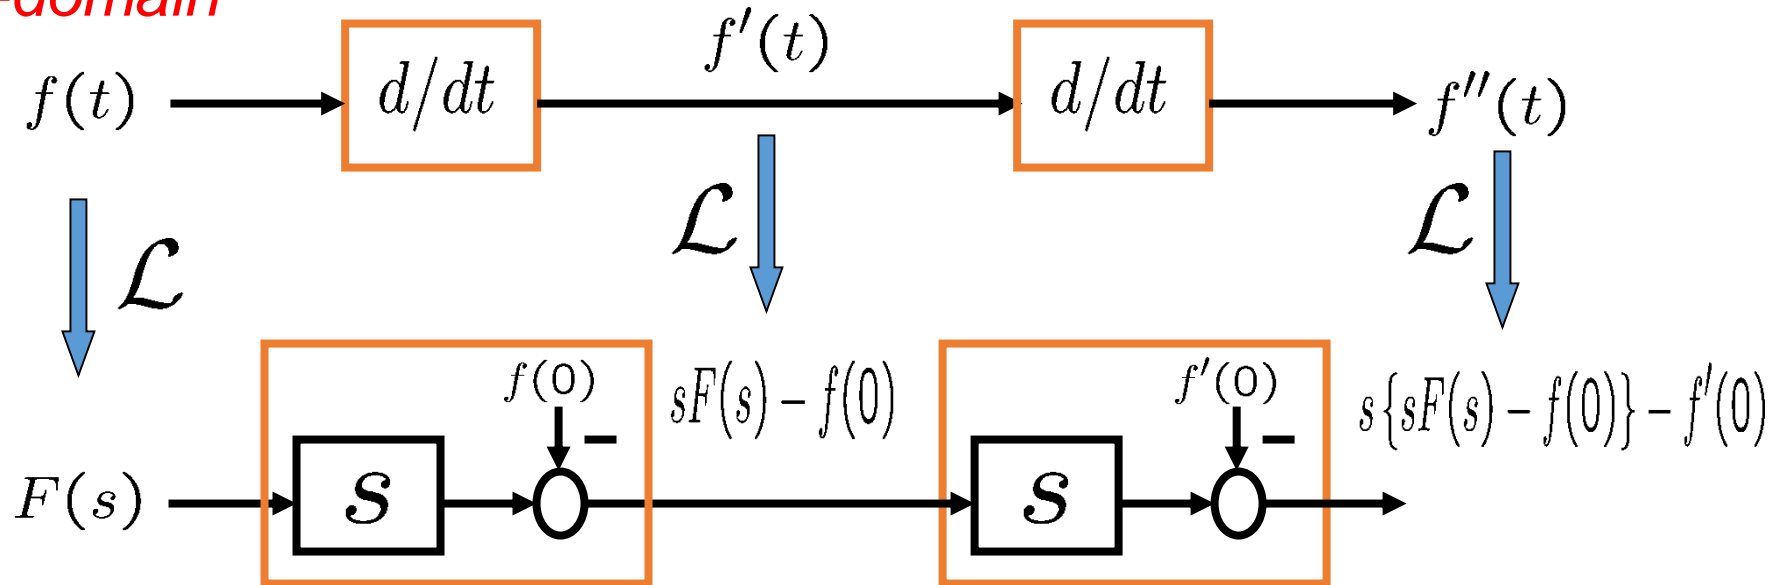 -domain
f(t) d/dt f′(t) d/dt f″(t)
ℒ ℒ ℒ
f(0) sF(s) − f(0) f′(0) s{sF(s) − f(0)} − f′(0)
− −
F(s) s s